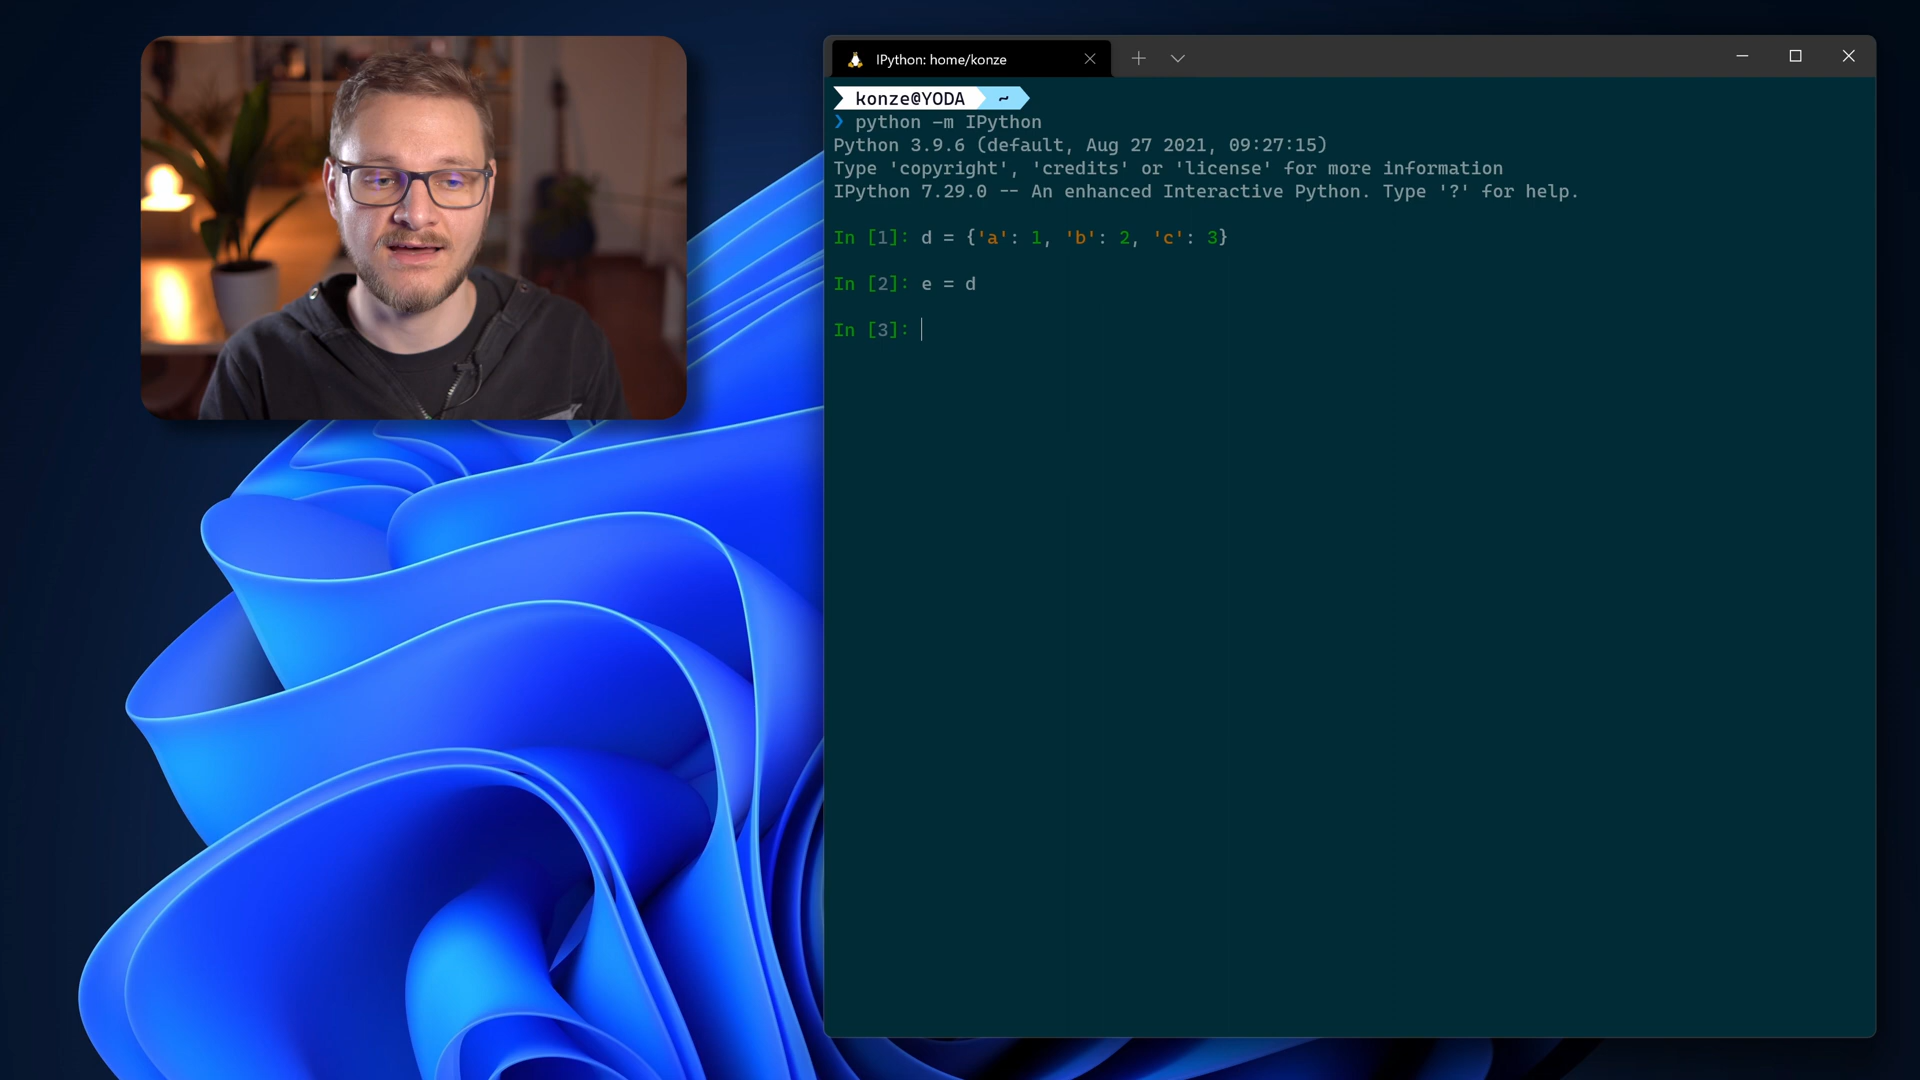 IPython: home/konze
konze@YODA ~
❯ python -m IPython
Python 3.9.6 (default, Aug 27 2021, 09:27:15)
Type 'copyright', 'credits' or 'license' for more information
IPython 7.29.0 -- An enhanced Interactive Python. Type '?' for help.
In [1]: d = {'a': 1, 'b': 2, 'c': 3}
In [2]: e = d
In [3]: